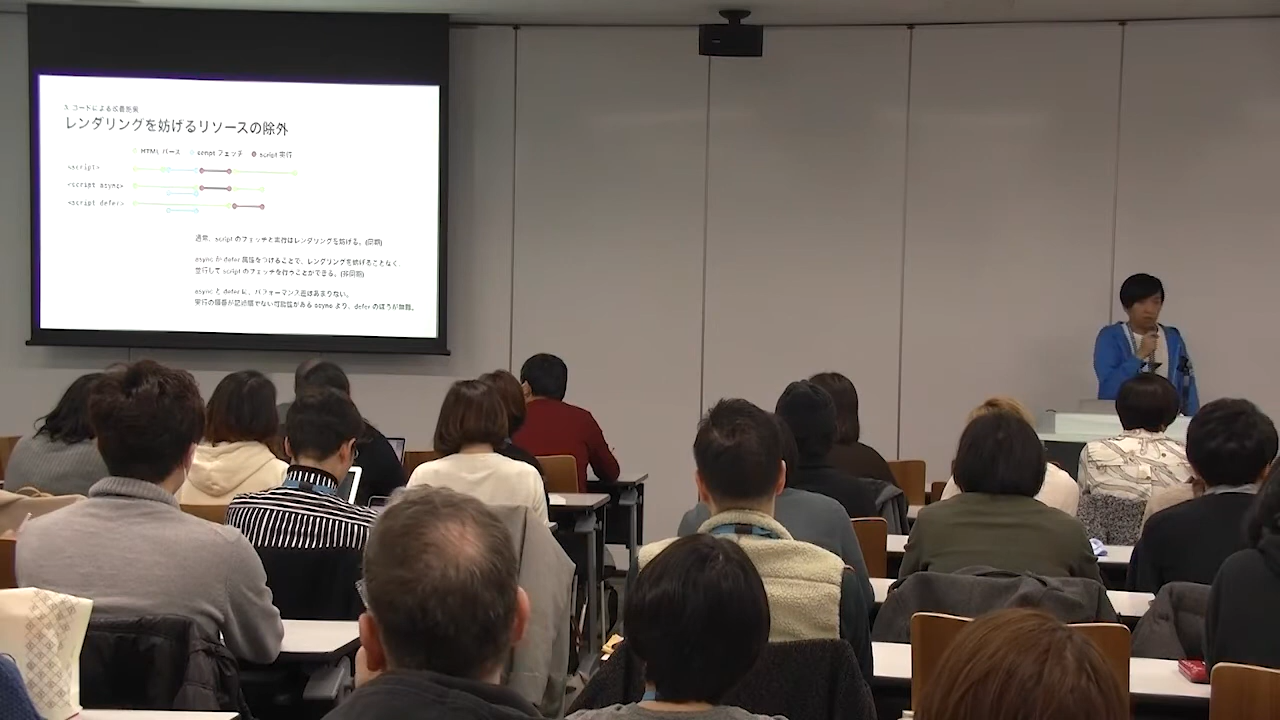 3. コードによる改善施策
レンダリングを妨げるリソースの除外
HTML パース script フェッチ script 実行
<script>
<script async>
<script defer>
通常、script のフェッチと実行はレンダリングを妨げる。(同期)
async か defer 属性をつけることで、レンダリングを妨げることなく、
並行して script のフェッチを行うことができる。(非同期)
async と defer に、パフォーマンス差はあまりない。
実行の順番が記述順でない可能性がある async より、defer のほうが無難。